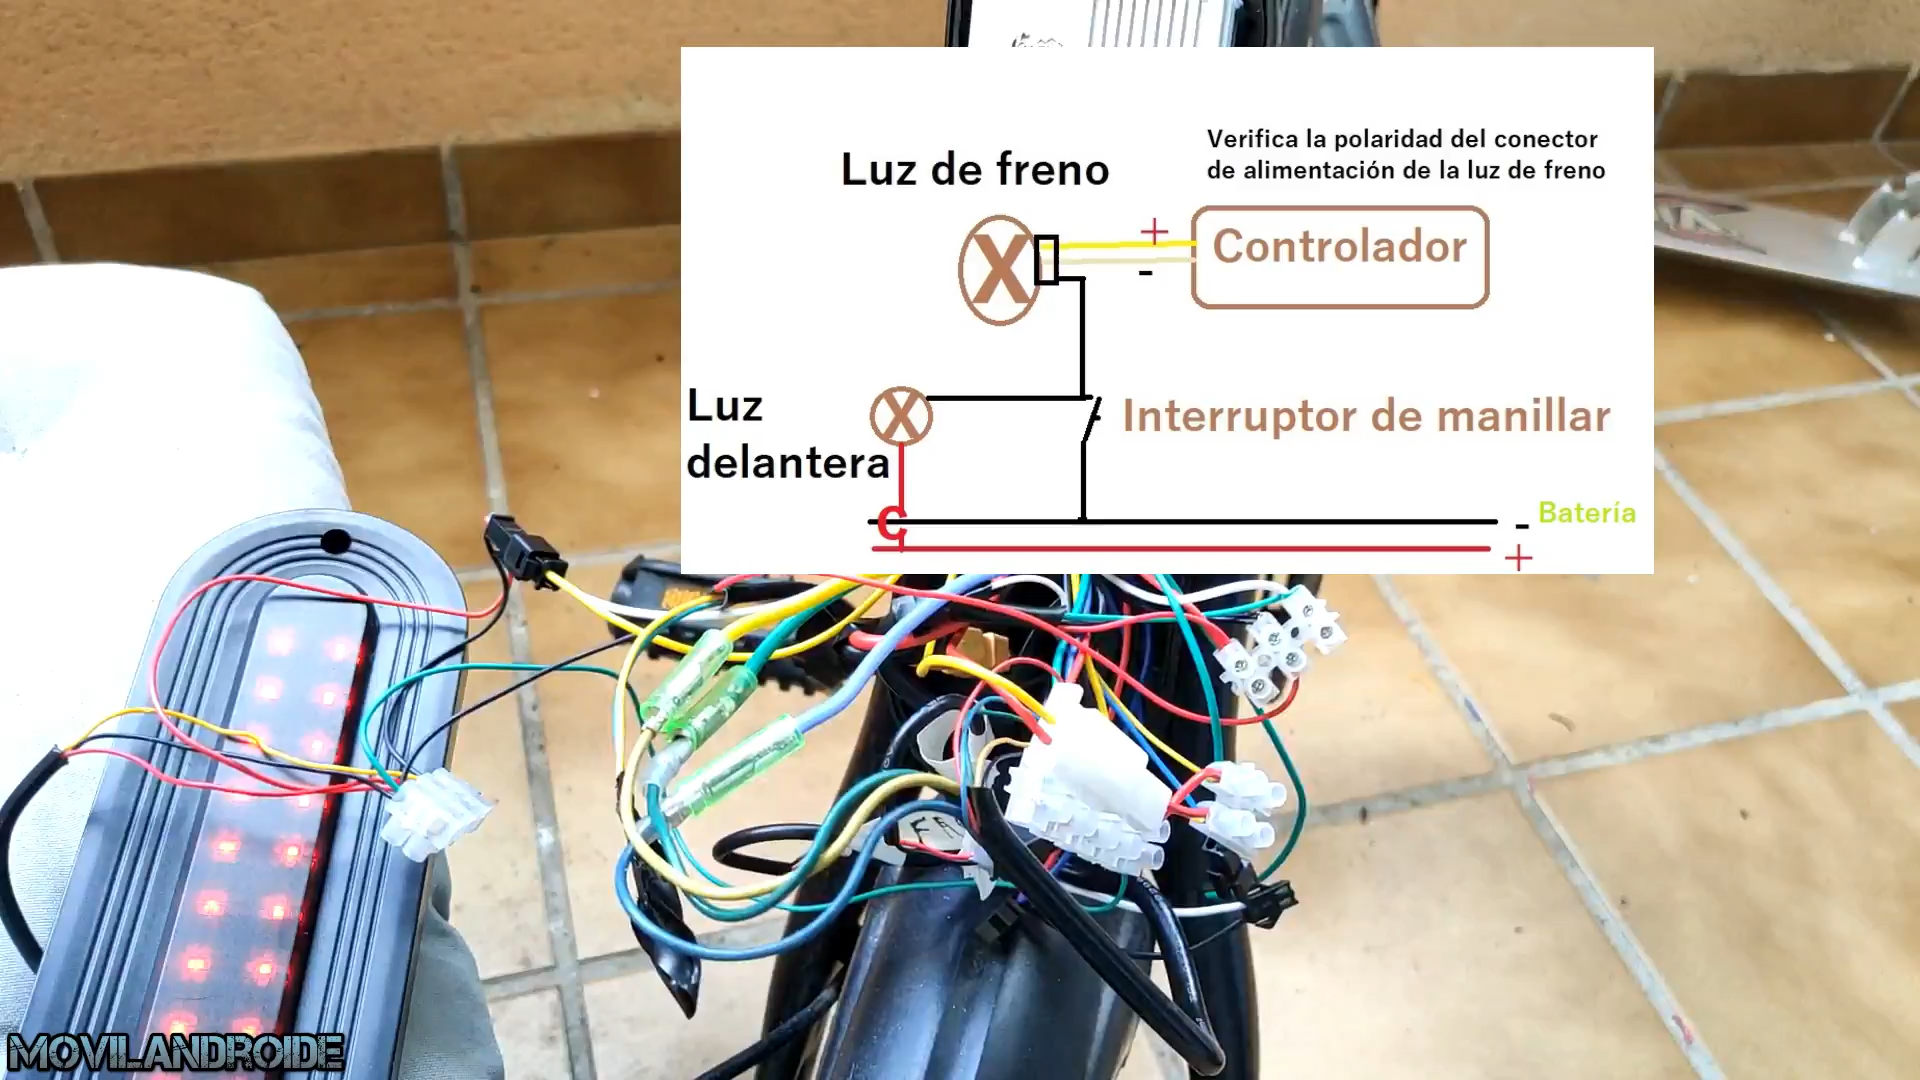 Verifica la polaridad del conector
de alimentación de la luz de freno
Luz de freno
X
+
-
Controlador
Luz
delantera
X
Interruptor de manillar
Batería
-
+
MOVILANDROIDE